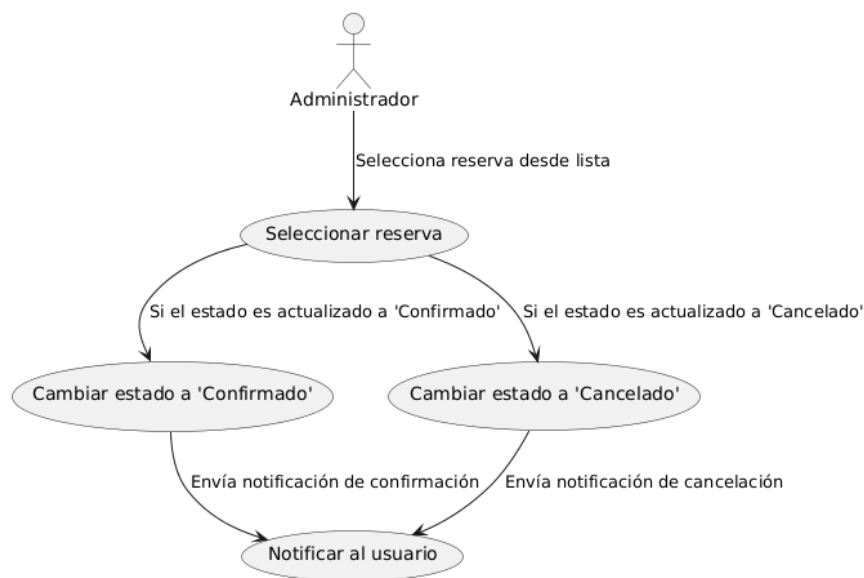 Administrador
Selecciona reserva desde lista
Seleccionar reserva
Si el estado es actualizado a 'Confirmado'
Si el estado es actualizado a 'Cancelado'
Cambiar estado a 'Confirmado'
Cambiar estado a 'Cancelado'
Envía notificación de confirmación
Envía notificación de cancelación
Notificar al usuario